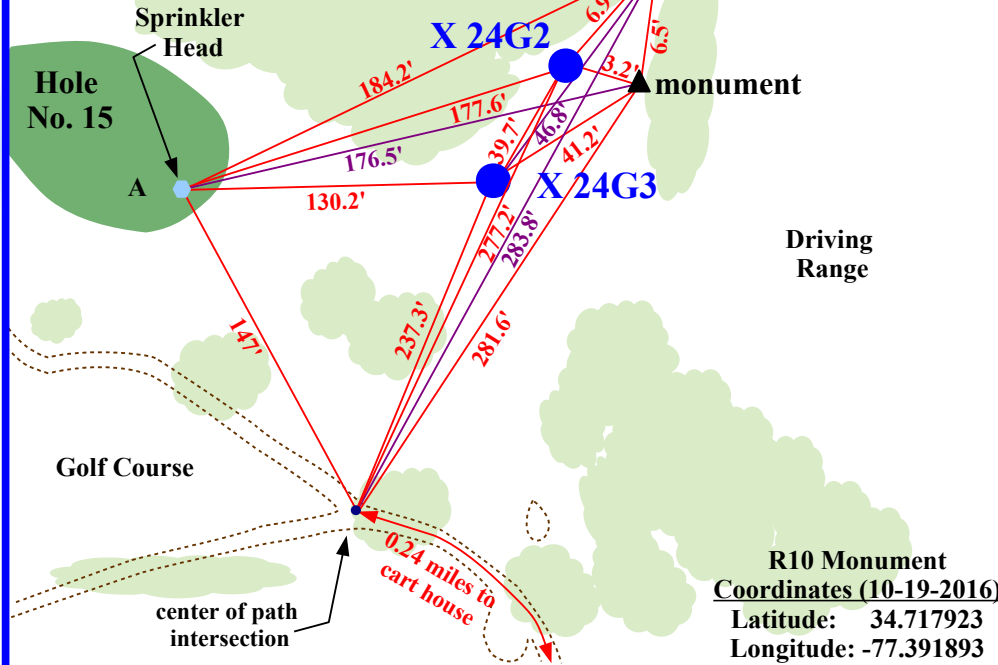 Sprinkler
Head
6.9
X 24G2
6.5'
Hole
No. 15
184.2'
3.2'
monument
177.6'
46.8'
39.7'
176.5'
41.2'
A
X 24G3
130.2'
277.2'
283.8'
Driving
Range
147'
237.3'
281.6'
Golf Course
0.24 miles to
cart house
center of path
intersection
R10 Monument
Coordinates (10-19-2016)
Latitude: 34.717923
Longitude: -77.391893